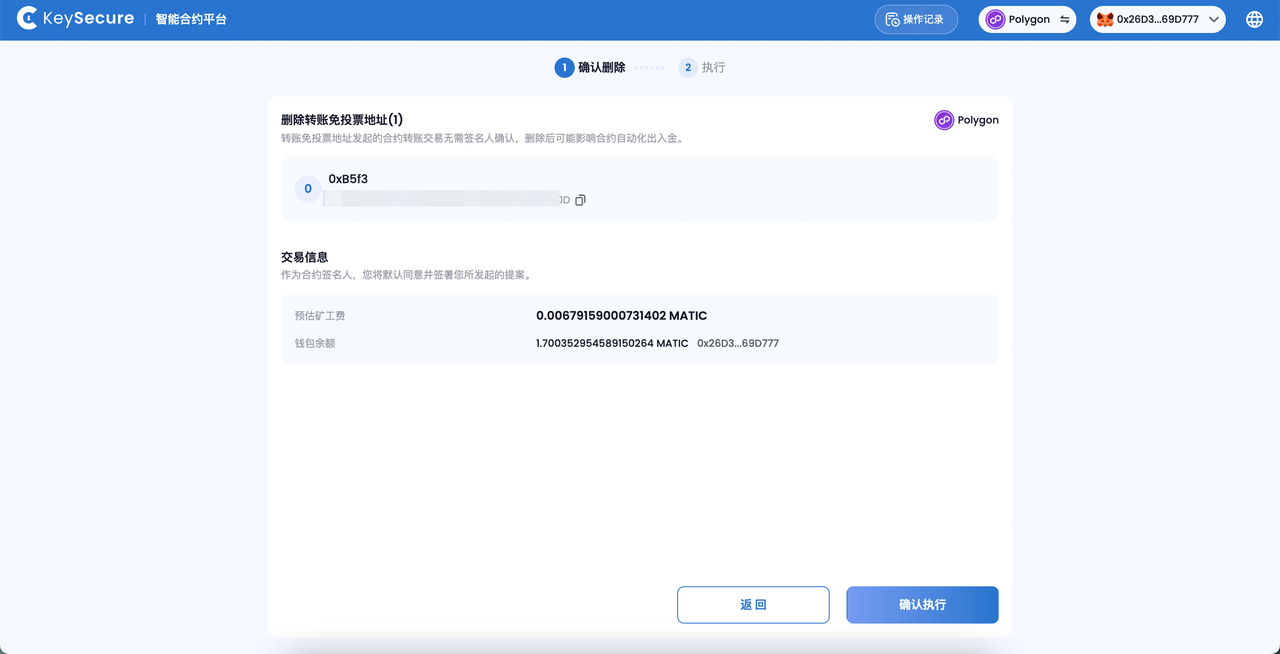 KeySecure 智能合约平台 操作记录 Polygon 0x26D3...69D777
1 确认删除 2 执行
删除转账免投票地址(1) Polygon
转账免投票地址发起的合约转账交易无需签名人确认，删除后可能影响合约自动化出入金。
0 0xB5f3
交易信息
作为合约签名人，您将默认同意并签署您所发起的提案。
预估矿工费 0.00679159000731402 MATIC
钱包余额 1.700352954589150264 MATIC 0x26D3...69D777
返回 确认执行